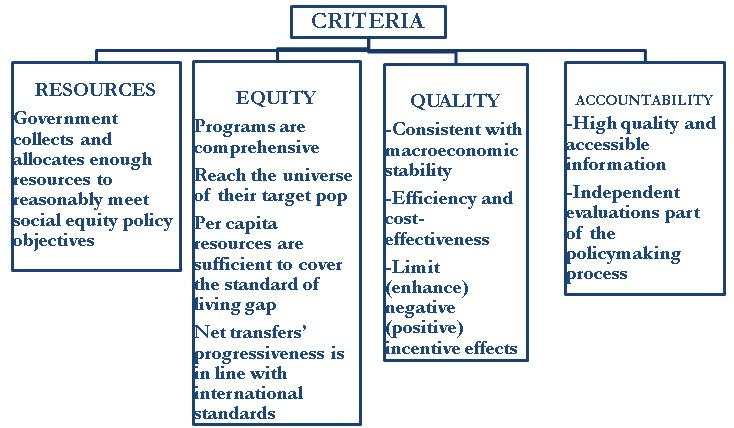 CRITERIA
RESOURCES
Government
collects and
allocates enough
resources to
reasonably meet
social equity policy
objectives
EQUITY
Programs are
comprehensive
Reach the universe
of their target pop
Per capita
resources are
sufficient to cover
the standard of
living gap
Net transfers’
progressiveness is
in line with
international
standards
QUALITY
-Consistent with
macroeconomic
stability
-Efficiency and
cost-
effectiveness
-Limit
(enhance)
negative
(positive)
incentive effects
ACCOUNTABILITY
-High quality and
accessible
information
-Independent
evaluations part
of the
policymaking
process